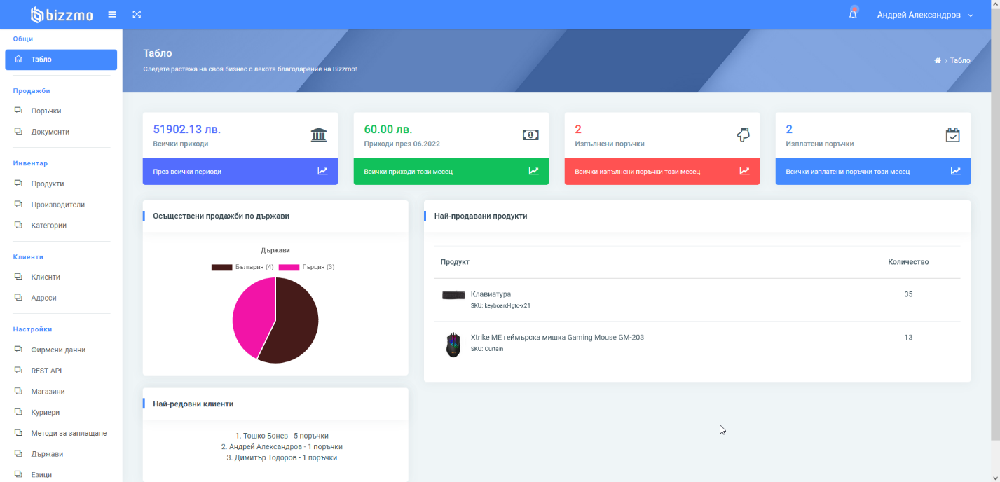 bizzmo
Андрей Александров
Общи
Табло
Продажби
Поръчки
Документи
Инвентар
Продукти
Производители
Категории
Клиенти
Клиенти
Адреси
Настройки
Фирмени данни
REST API
Магазини
Куриери
Методи за заплащане
Държави
Езици
Табло
Следете растежа на своя бизнес с лекота благодарение на Bizzmo!
› Табло
51902.13 лв.
Всички приходи
През всички периоди
60.00 лв.
Приходи през 06.2022
Всички приходи този месец
2
Изпълнени поръчки
Всички изпълнени поръчки този месец
2
Изплатени поръчки
Всички изплатени поръчки този месец
Осъществени продажби по държави
Държави
България (4) Гърция (3)
Най-продавани продукти
Продукт Количество
Клавиатура 35
SKU: keyboard-lgtc-x21
Xtrike ME геймърска мишка Gaming Mouse GM-203 13
SKU: Curtain
Най-редовни клиенти
1. Тошко Бонев - 5 поръчки
2. Андрей Александров - 1 поръчки
3. Димитър Тодоров - 1 поръчки